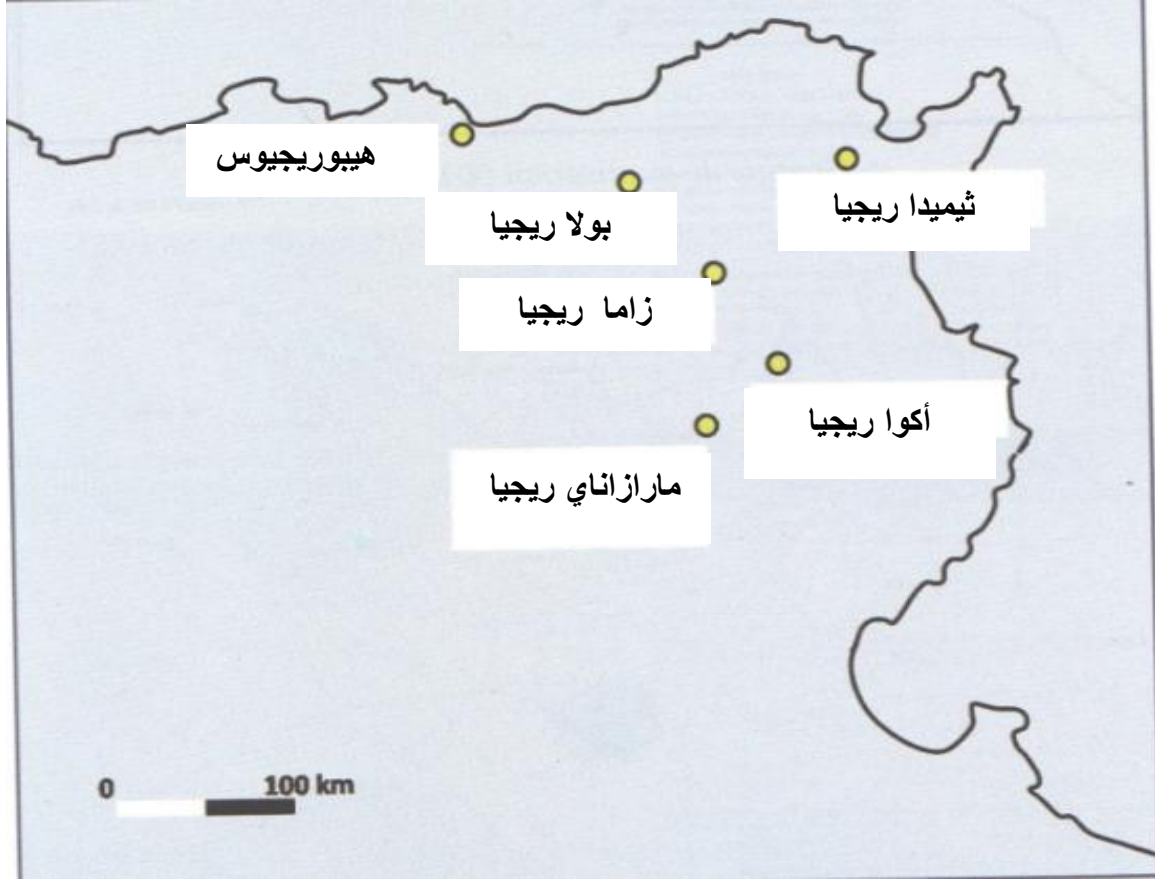 هيبوريجيوس
بولا ريجيا
ثيميدا ريجيا
زاما ريجيا
أكوا ريجيا
مارازاناي ريجيا
0 100 km